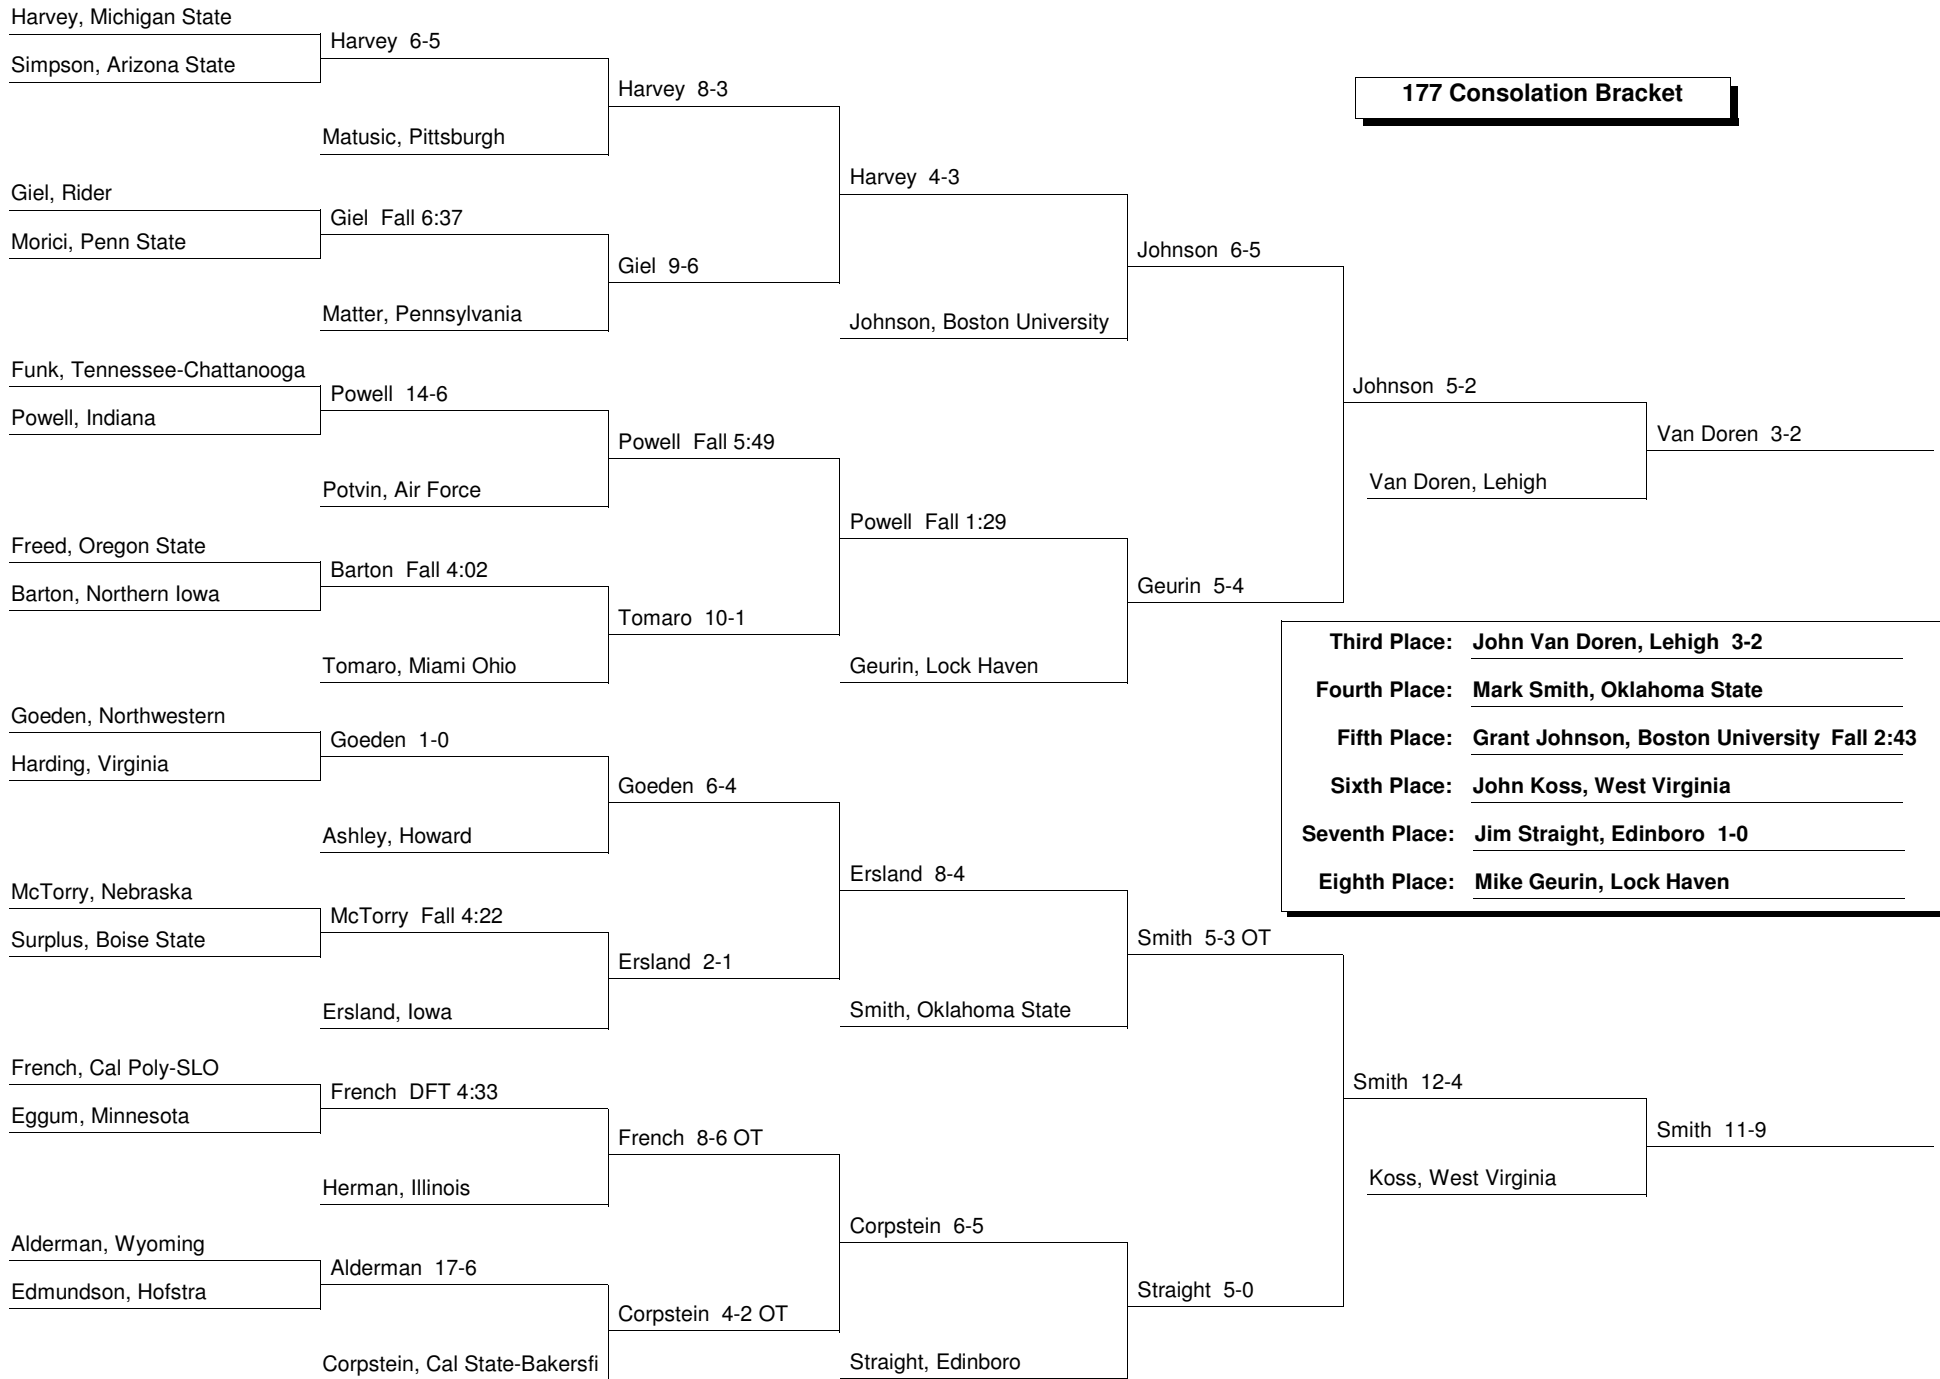 Harvey, Michigan State
Harvey  6-5
Simpson, Arizona State
Harvey  8-3
177 Consolation Bracket
Matusic, Pittsburgh
Harvey  4-3
Giel, Rider
Giel  Fall 6:37
Morici, Penn State
Johnson  6-5
Giel  9-6
Matter, Pennsylvania
Johnson, Boston University
Funk, Tennessee-Chattanooga
Johnson  5-2
Powell  14-6
Powell, Indiana
Van Doren  3-2
Powell  Fall 5:49
Van Doren, Lehigh
Potvin, Air Force
Powell  Fall 1:29
Freed, Oregon State
Barton  Fall 4:02
Geurin  5-4
Barton, Northern Iowa
Tomaro  10-1
Third Place: John Van Doren, Lehigh  3-2
Tomaro, Miami Ohio
Geurin, Lock Haven
Fourth Place: Mark Smith, Oklahoma State
Goeden, Northwestern
Goeden  1-0
Fifth Place: Grant Johnson, Boston University  Fall 2:43
Harding, Virginia
Goeden  6-4
Sixth Place: John Koss, West Virginia
Ashley, Howard
Seventh Place: Jim Straight, Edinboro  1-0
Ersland  8-4
Eighth Place: Mike Geurin, Lock Haven
McTorry, Nebraska
McTorry  Fall 4:22
Surplus, Boise State
Smith  5-3 OT
Ersland  2-1
Ersland, Iowa
Smith, Oklahoma State
French, Cal Poly-SLO
Smith  12-4
French  DFT 4:33
Eggum, Minnesota
Smith  11-9
French  8-6 OT
Koss, West Virginia
Herman, Illinois
Corpstein  6-5
Alderman, Wyoming
Alderman  17-6
Edmundson, Hofstra
Straight  5-0
Corpstein  4-2 OT
Corpstein, Cal State-Bakersfi
Straight, Edinboro